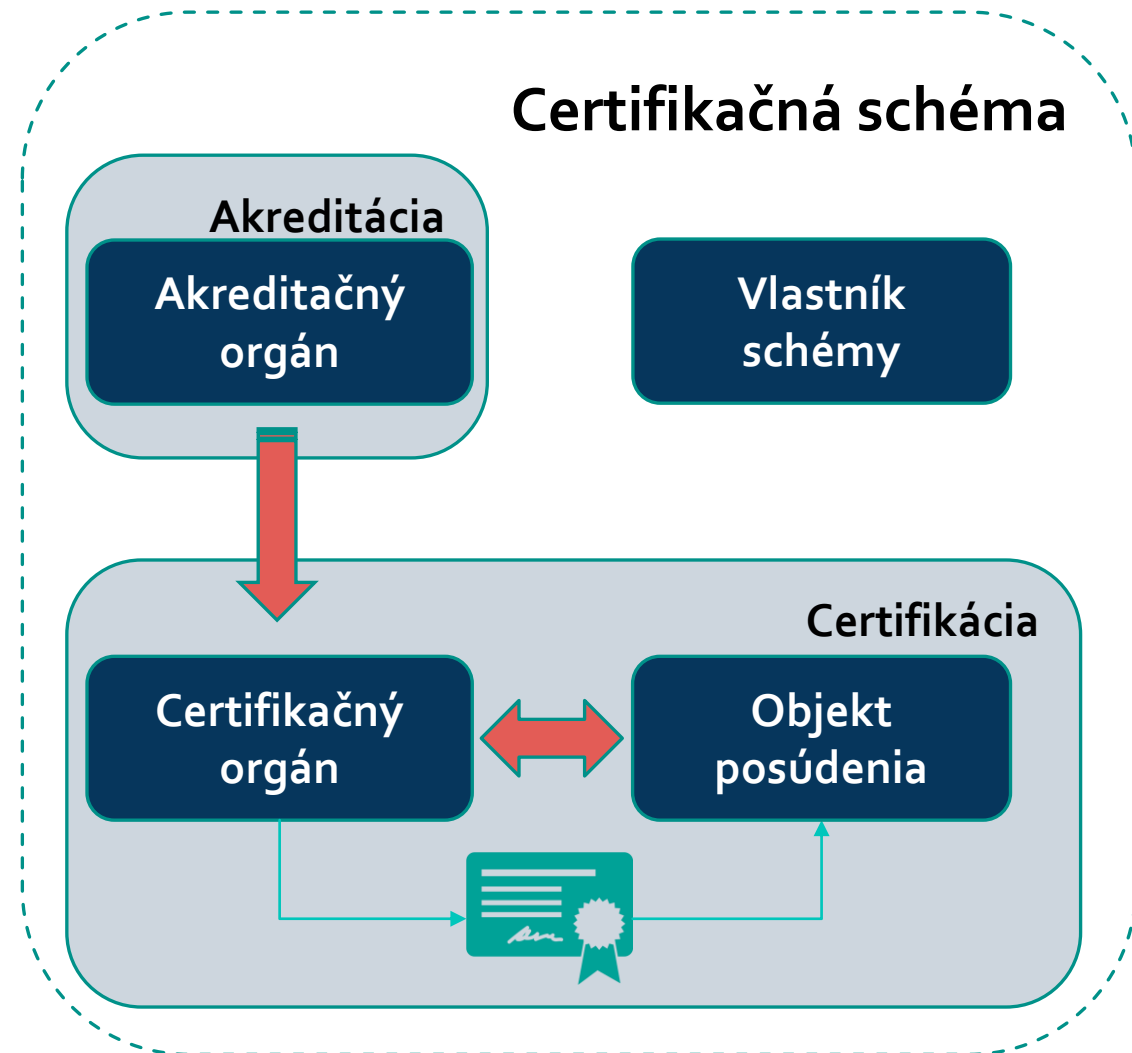 Certifikačná schéma
Akreditácia
Akreditačný
orgán
Vlastník
schémy
Certifikácia
Certifikačný
orgán
Objekt
posúdenia